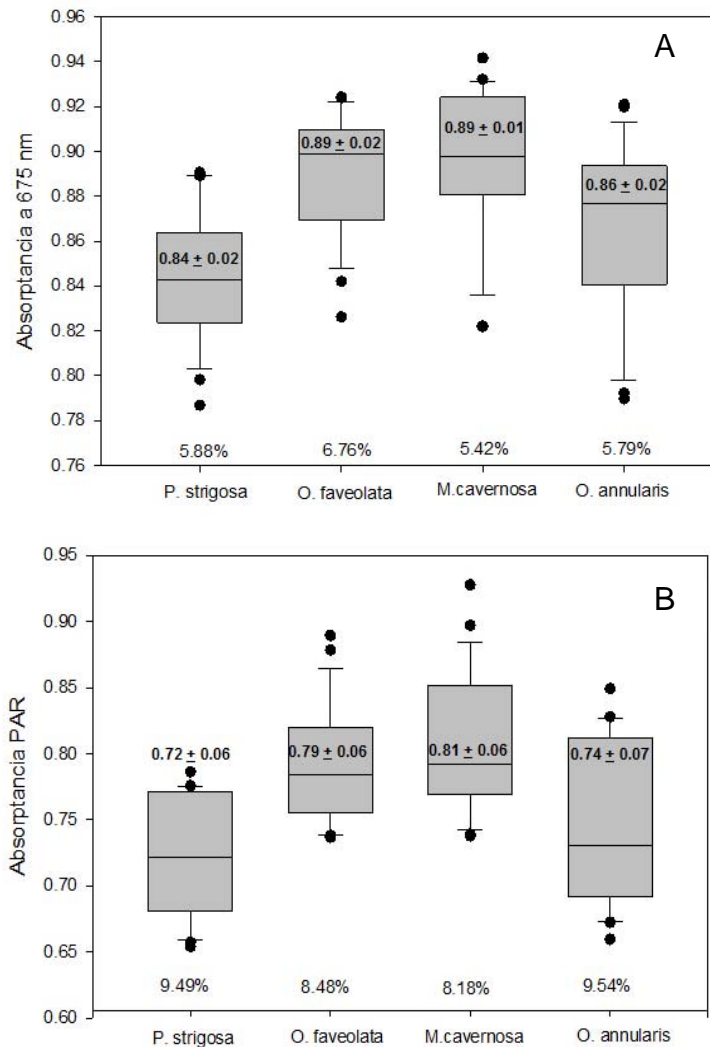 A
Absorptancia a 675 nm
0.96
0.94
0.92
0.90
0.88
0.86
0.84
0.82
0.80
0.78
0.76
0.84 ± 0.02
0.89 ± 0.02
0.89 ± 0.01
0.86 ± 0.02
5.88%
6.76%
5.42%
5.79%
P. strigosa
O. faveolata
M.cavernosa
O. annularis
B
Absorptancia PAR
0.95
0.90
0.85
0.80
0.75
0.70
0.65
0.60
0.72 ± 0.06
0.79 ± 0.06
0.81 ± 0.06
0.74 ± 0.07
9.49%
8.48%
8.18%
9.54%
P. strigosa
O. faveolata
M.cavernosa
O. annularis